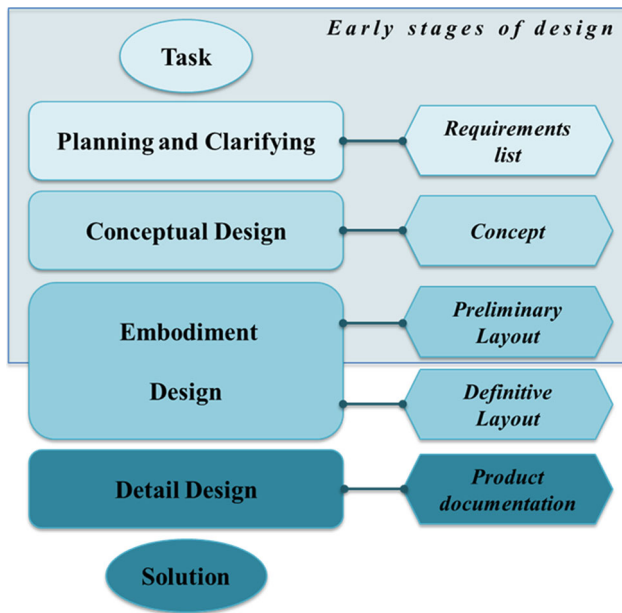 Early stages of design
Task
Planning and Clarifying
Requirements
list
Conceptual Design
Concept
Embodiment
Design
Preliminary
Layout
Definitive
Layout
Detail Design
Product
documentation
Solution